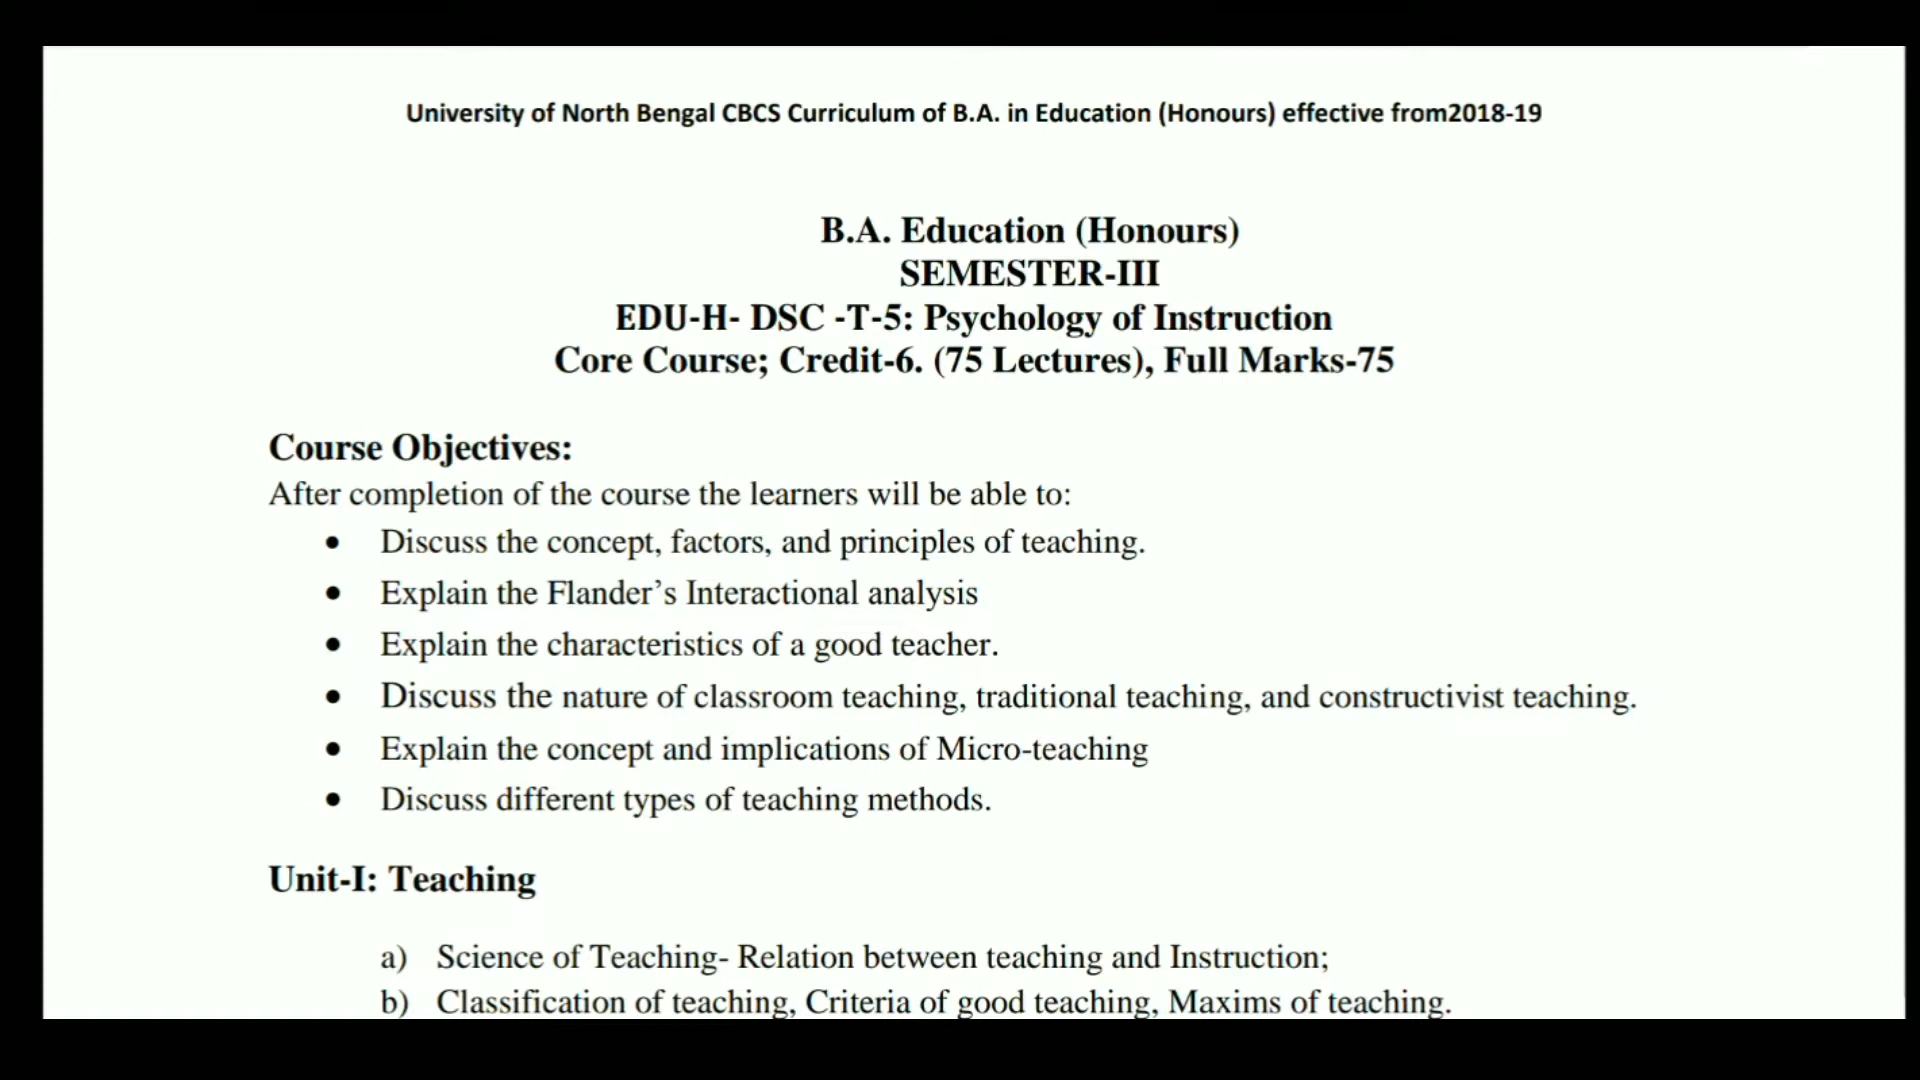 University of North Bengal CBCS Curriculum of B.A. in Education (Honours) effective from2018-19
B.A. Education (Honours)
SEMESTER-III
EDU-H- DSC -T-5: Psychology of Instruction
Core Course; Credit-6. (75 Lectures), Full Marks-75
Course Objectives:
After completion of the course the learners will be able to:
• Discuss the concept, factors, and principles of teaching.
• Explain the Flander’s Interactional analysis
• Explain the characteristics of a good teacher.
• Discuss the nature of classroom teaching, traditional teaching, and constructivist teaching.
• Explain the concept and implications of Micro-teaching
• Discuss different types of teaching methods.
Unit-I: Teaching
a) Science of Teaching- Relation between teaching and Instruction;
b) Classification of teaching, Criteria of good teaching, Maxims of teaching.